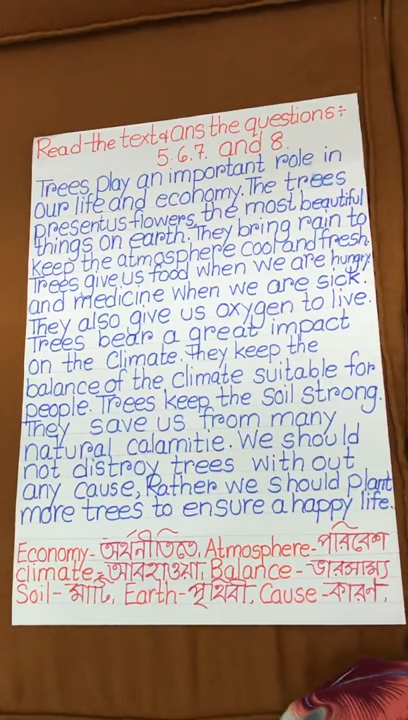 Read the text & ans the questions÷
5.6.7. and 8.
Trees play an important role in
our life and economy. The trees
present us flowers, the most beautiful
things on earth. They bring rain to
keep the atmosphere cool and fresh.
Trees give us food when we are hungry.
and medicine when we are sick.
They also give us oxygen to live.
Trees bear a great impact
on the climate. They keep the
balance of the climate suitable for
people. Trees keep the soil strong.
They save us from many
natural calamitie. We should
not distroy trees with out
any cause, Rather we should plant
more trees to ensure a happy life.
Economy- অর্থনীতিতে, Atmosphere- পরিবেশ
climate- আবহাওয়া, Balance- ভারসাম্য
Soil- মাটি, Earth- পৃথিবী, Cause- কারণ,